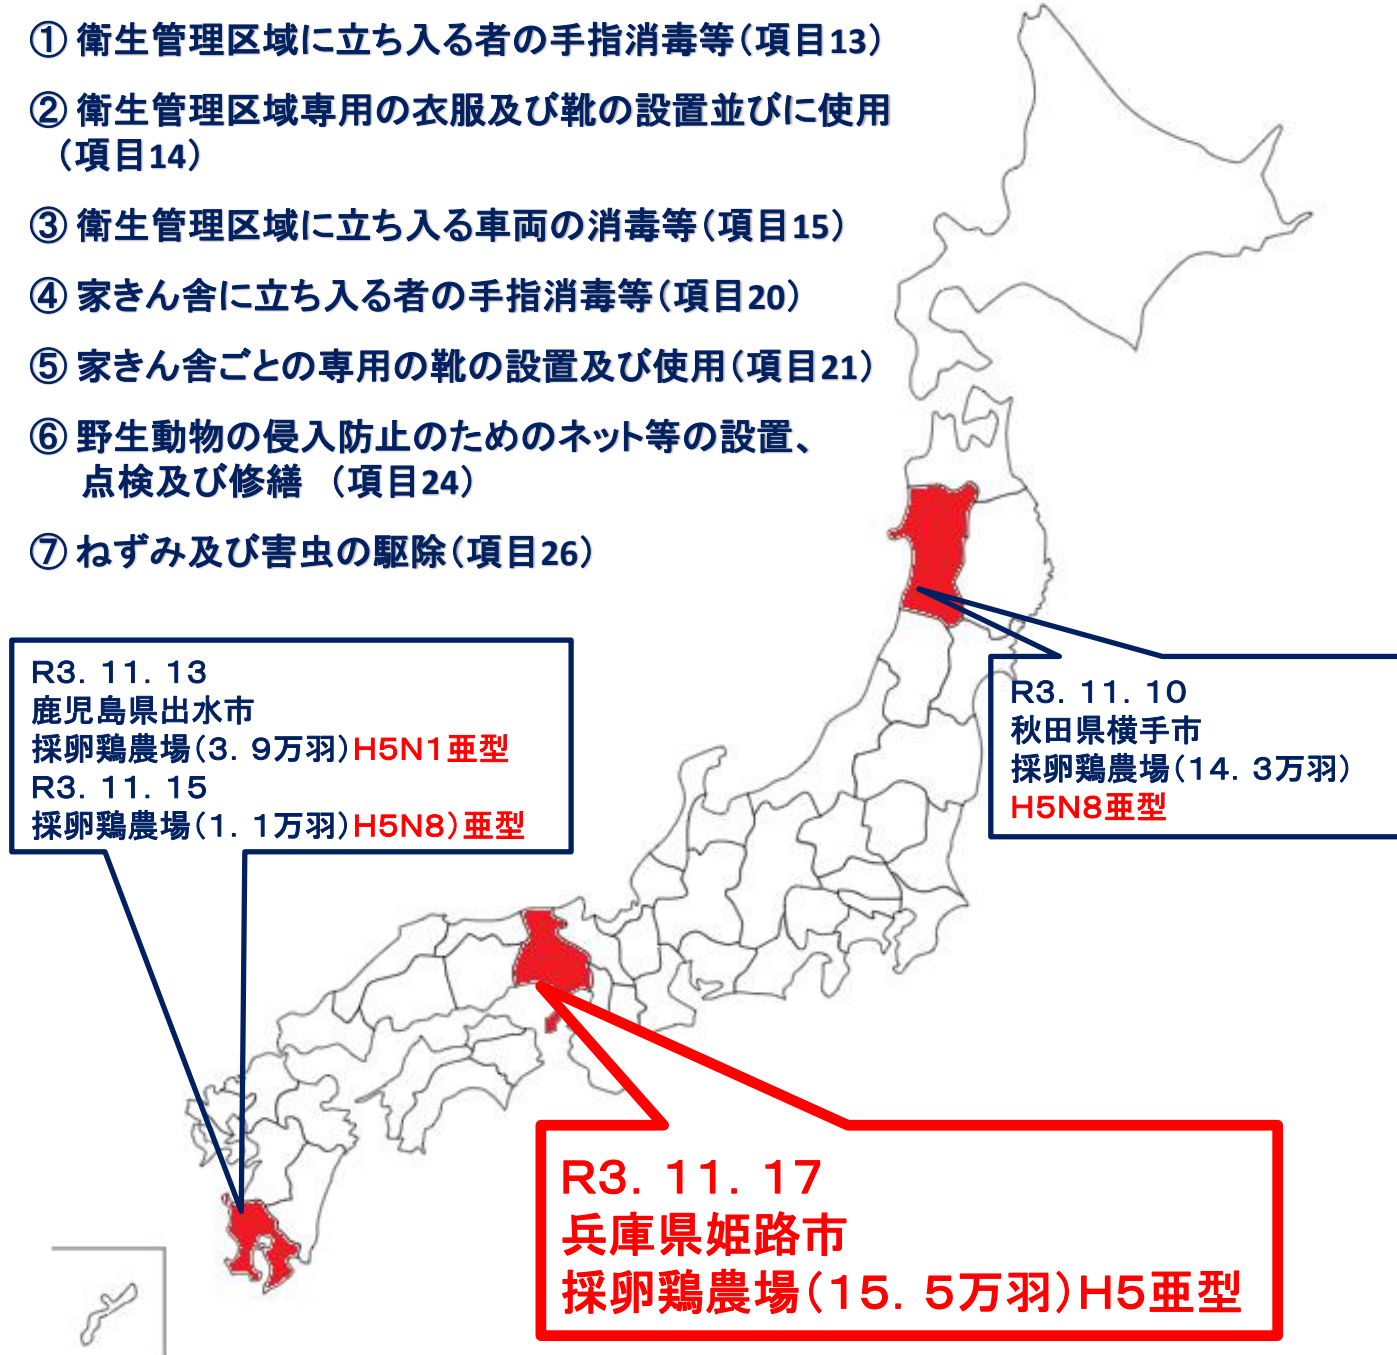 ① 衛生管理区域に立ち入る者の手指消毒等(項目13)
② 衛生管理区域専用の衣服及び靴の設置並びに使用
(項目14)
③ 衛生管理区域に立ち入る車両の消毒等(項目15)
④ 家きん舎に立ち入る者の手指消毒等(項目20)
⑤ 家きん舎ごとの専用の靴の設置及び使用(項目21)
⑥ 野生動物の侵入防止のためのネット等の設置、
点検及び修繕 (項目24)
⑦ ねずみ及び害虫の駆除(項目26)
R3. 11. 13
鹿児島県出水市
採卵鶏農場(3. 9万羽)H5N1亜型
R3. 11. 15
採卵鶏農場(1. 1万羽)H5N8)亜型
R3. 11. 10
秋田県横手市
採卵鶏農場(14. 3万羽)
H5N8亜型
R3. 11. 17
兵庫県姫路市
採卵鶏農場(15. 5万羽)H5亜型